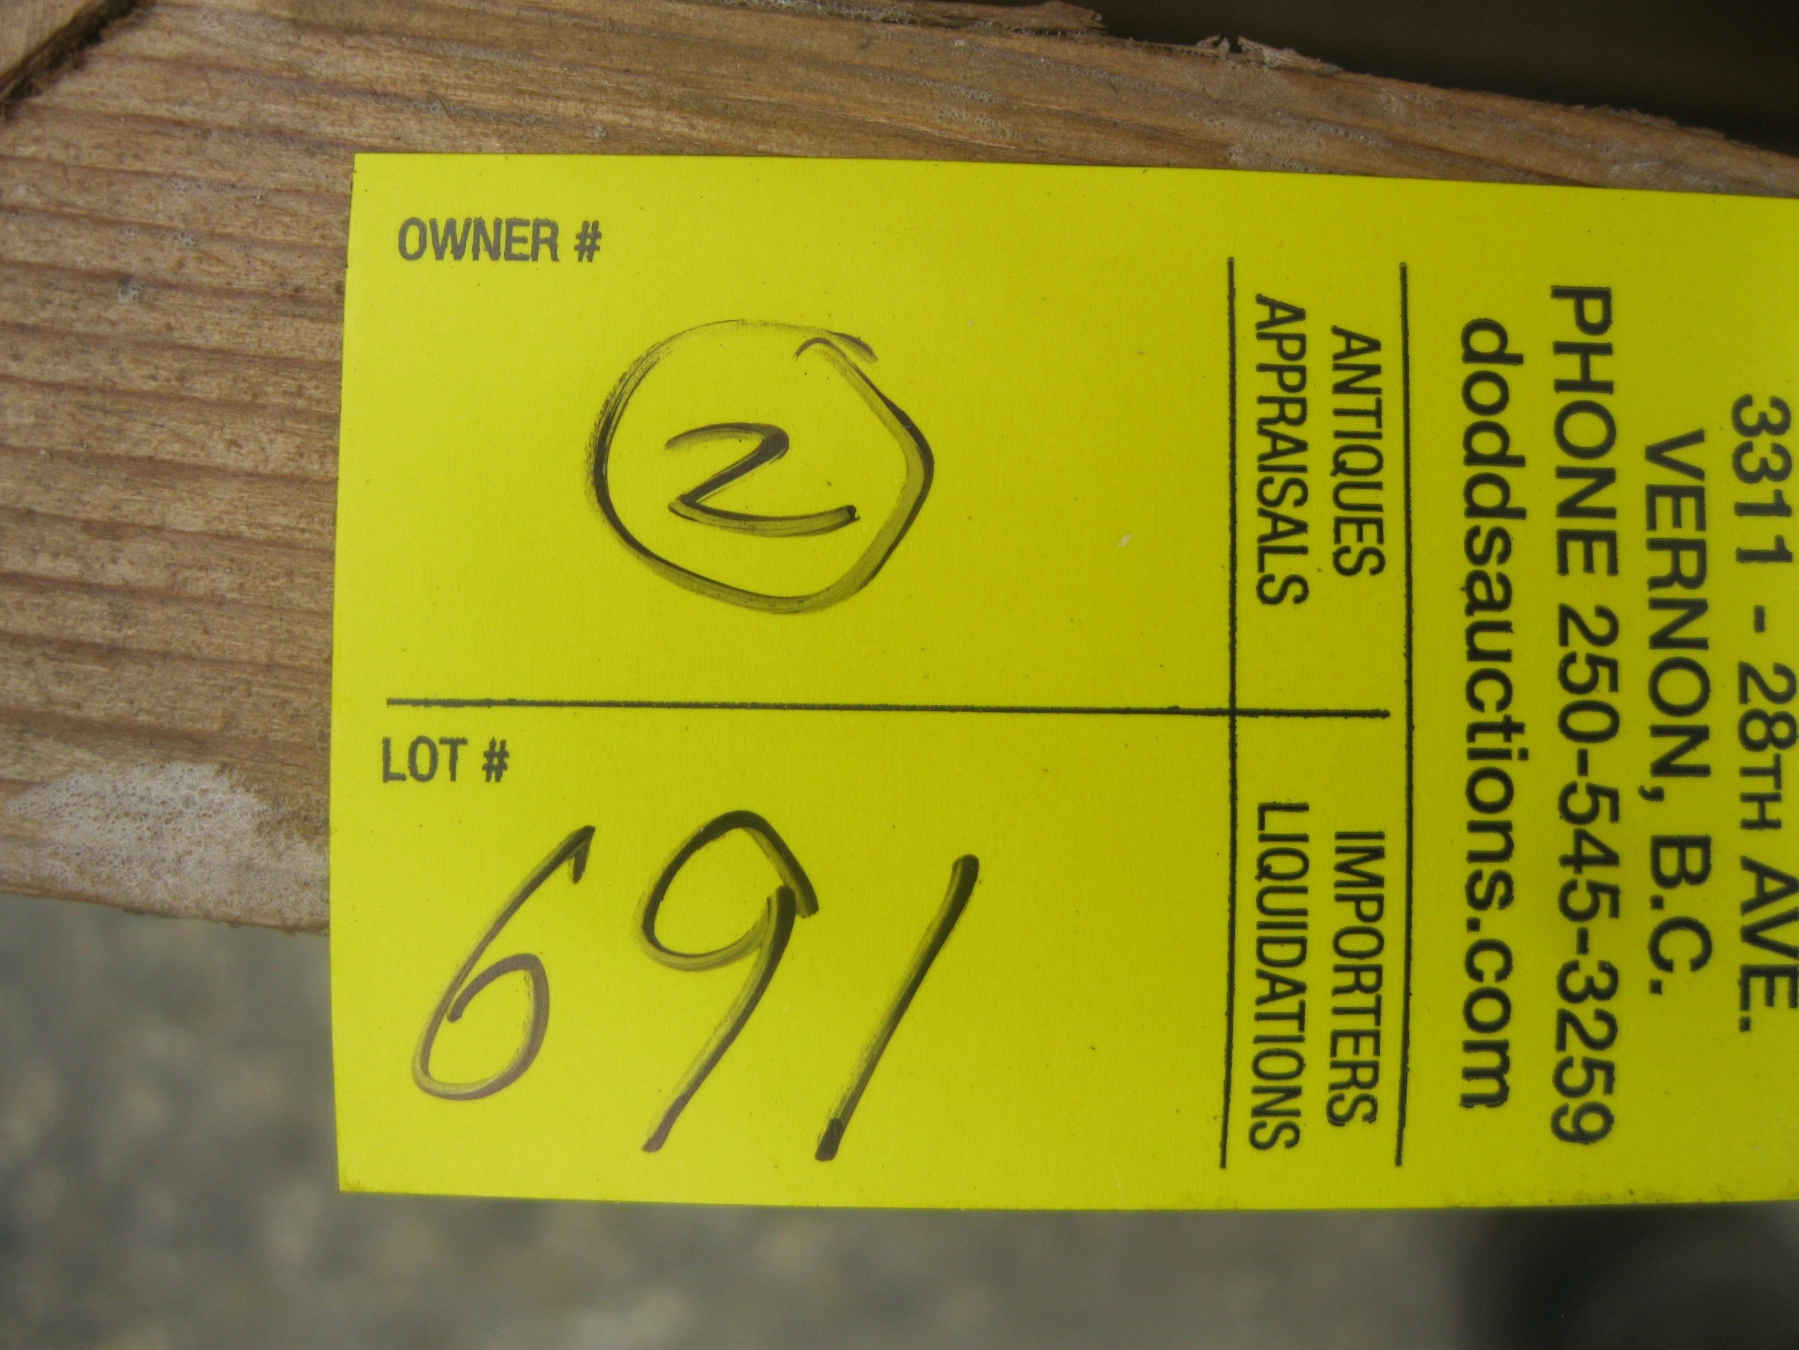 3311 - 28TH AVE.
VERNON, B.C.
PHONE 250-545-3259
doddsauctions.com
ANTIQUES
APPRAISALS
IMPORTERS
LIQUIDATIONS
OWNER #
2
LOT #
691